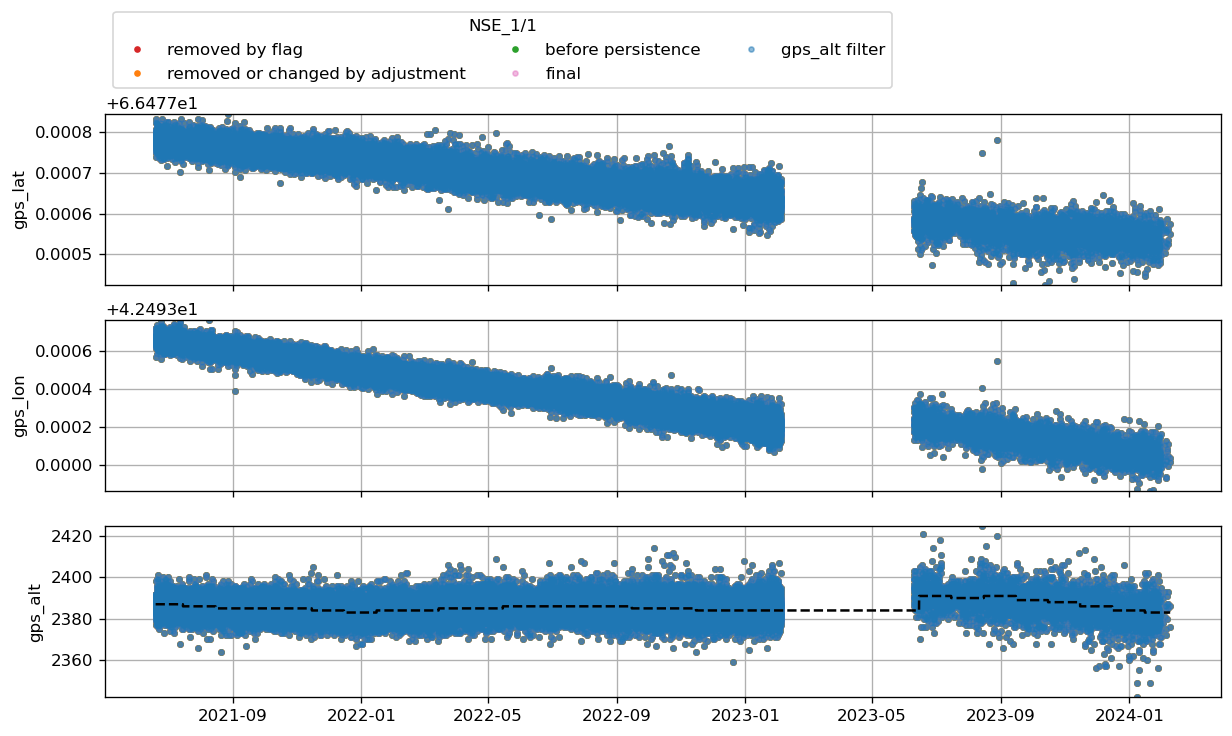 NSE_1/1
removed by flag
removed or changed by adjustment
before persistence
final
gps_alt filter
+6.6477e1
0.0008
0.0007
0.0006
0.0005
gps_lat
+4.2493e1
0.0006
0.0004
0.0002
0.0000
gps_lon
2420
2400
2380
2360
gps_alt
2021-09 2022-01 2022-05 2022-09 2023-01 2023-05 2023-09 2024-01